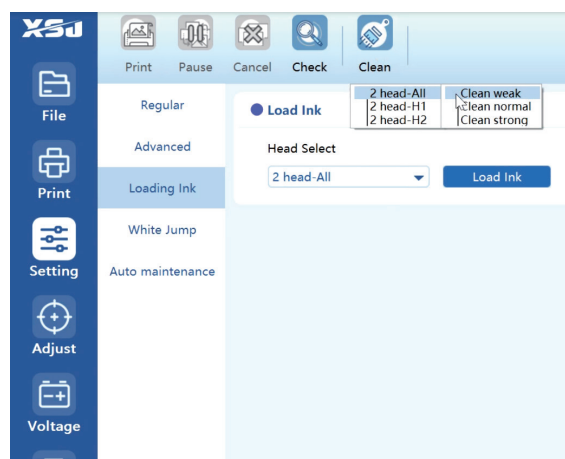 XSJ
Print Pause Cancel Check Clean
File
Print
Setting
Adjust
Voltage
Regular
Advanced
Loading Ink
White Jump
Auto maintenance
2 head-All Clean weak
2 head-H1 Clean normal
2 head-H2 Clean strong
Load Ink
Head Select
2 head-All Load Ink